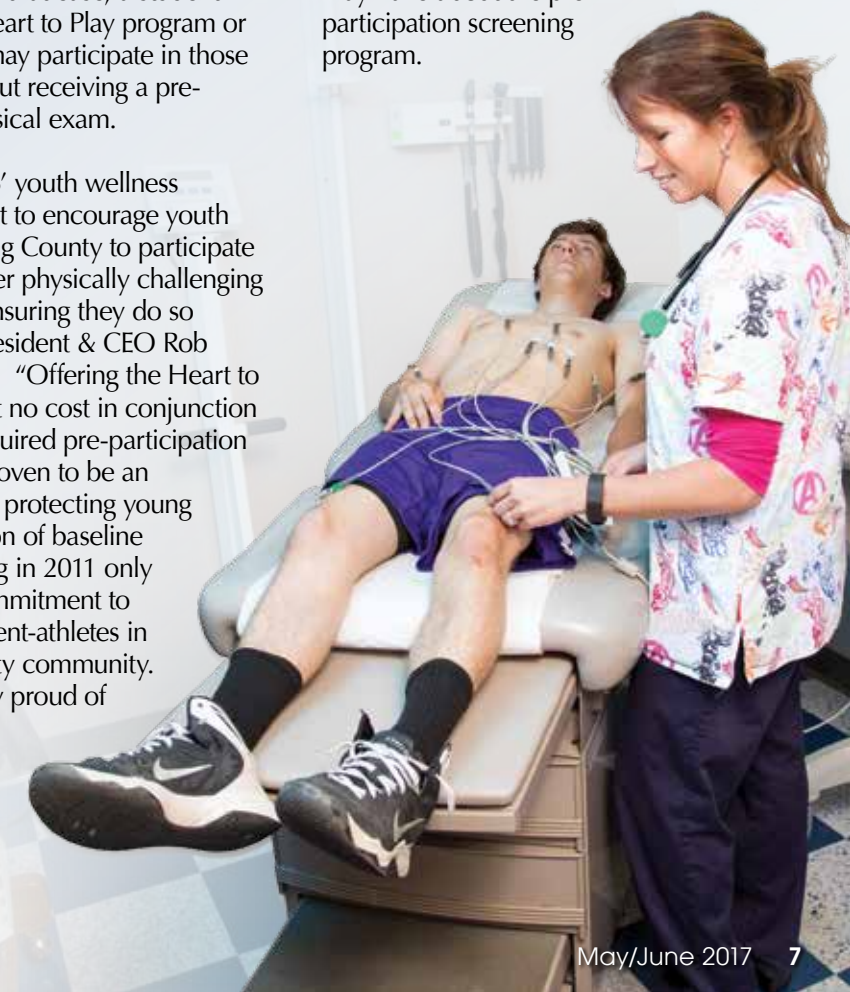 eart to Play program or
nay participate in those
ut receiving a pre-
sical exam.
' youth wellness
t to encourage youth
g County to participate
er physically challenging
nsuring they do so
esident & CEO Rob
"Offering the Heart to
t no cost in conjunction
uired pre-participation
oven to be an
protecting young
on of baseline
g in 2011 only
mmitment to
ent-athletes in
ty community.
y proud of
participation screening
program.
May/June 2017 7